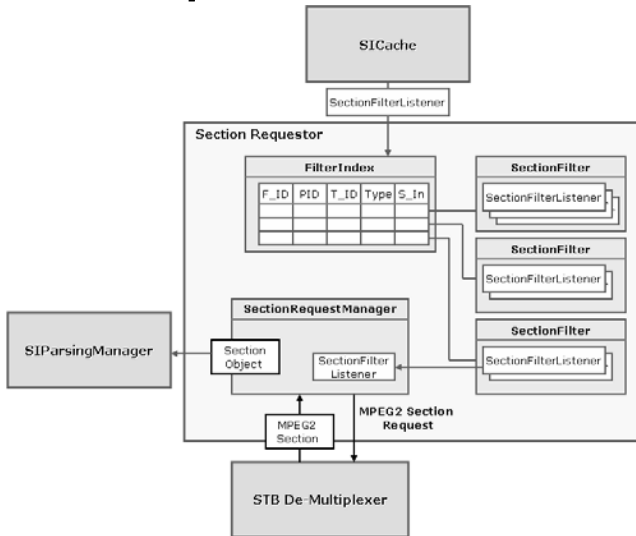 SICache
SectionFilterListener
Section Requestor
FilterIndex
F_ID PID T_ID Type S_In
SectionFilter
SectionFilterListener
SectionFilter
SectionFilterListener
SectionRequestManager
SectionFilter
SectionFilterListener
SIParsingManager
Section
Object
SectionFilter
Listener
MPEG2
Section
MPEG2 Section
Request
STB De-Multiplexer